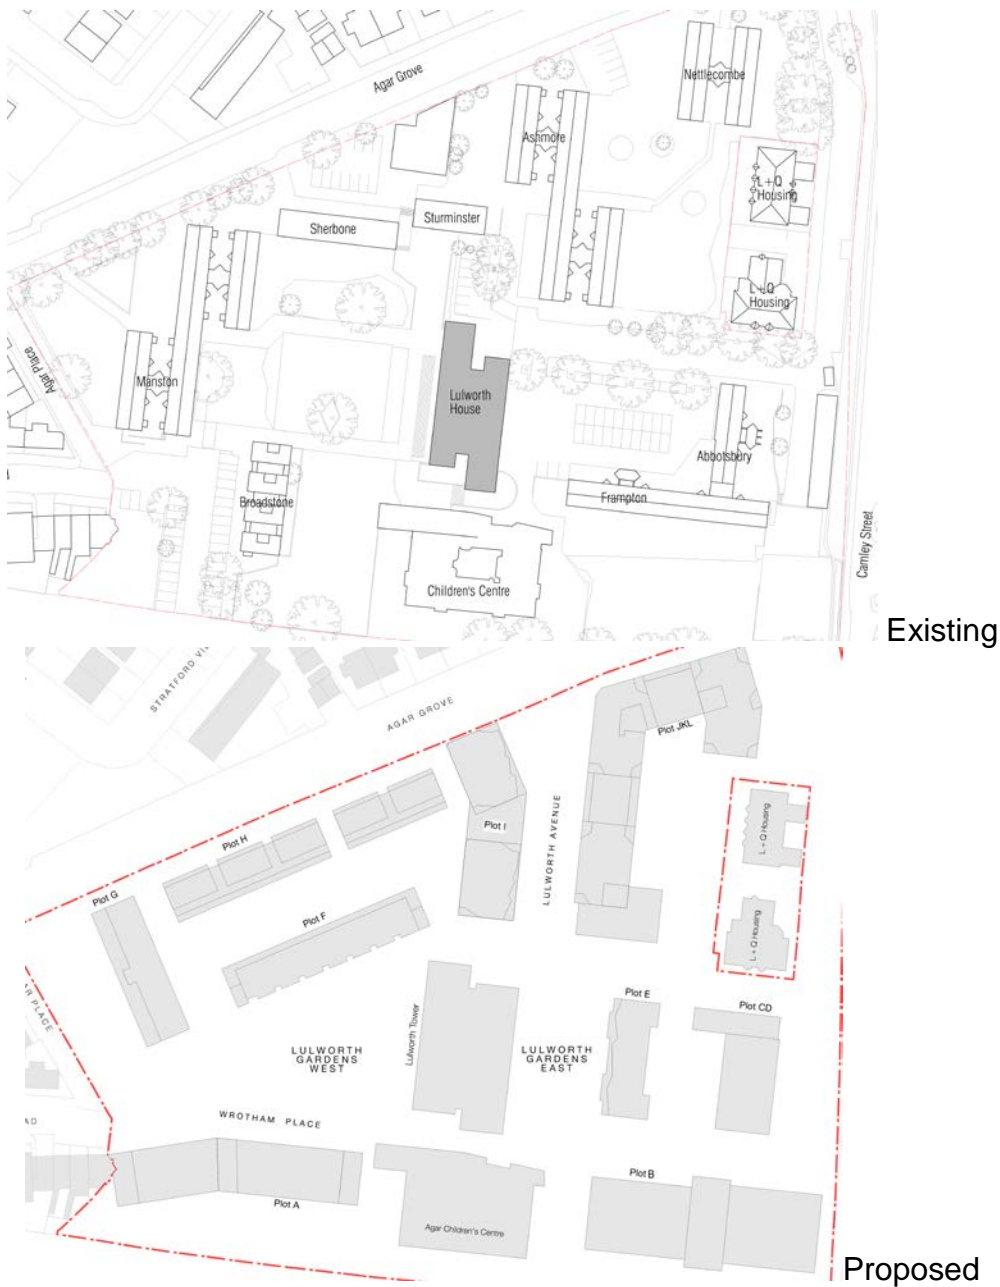 Agar Grove
Nettlecombe
Ashmore
L+Q
Housing
Sherbone
Sturminster
L+Q
Housing
Agar Place
Manston
Lulworth
House
Abbotsbury
Broadstone
Frampton
Camley Street
Children's Centre
Existing
STRATFORD
AGAR GROVE
Plot JKL
Plot H
Plot I
LULWORTH AVENUE
L + Q Housing
Plot G
Plot F
L + Q Housing
PLACE
Lulworth Tower
Plot E
Plot CD
LULWORTH
GARDENS
WEST
LULWORTH
GARDENS
EAST
WROTHAM PLACE
Plot A
Plot B
Agar Children's Centre
Proposed